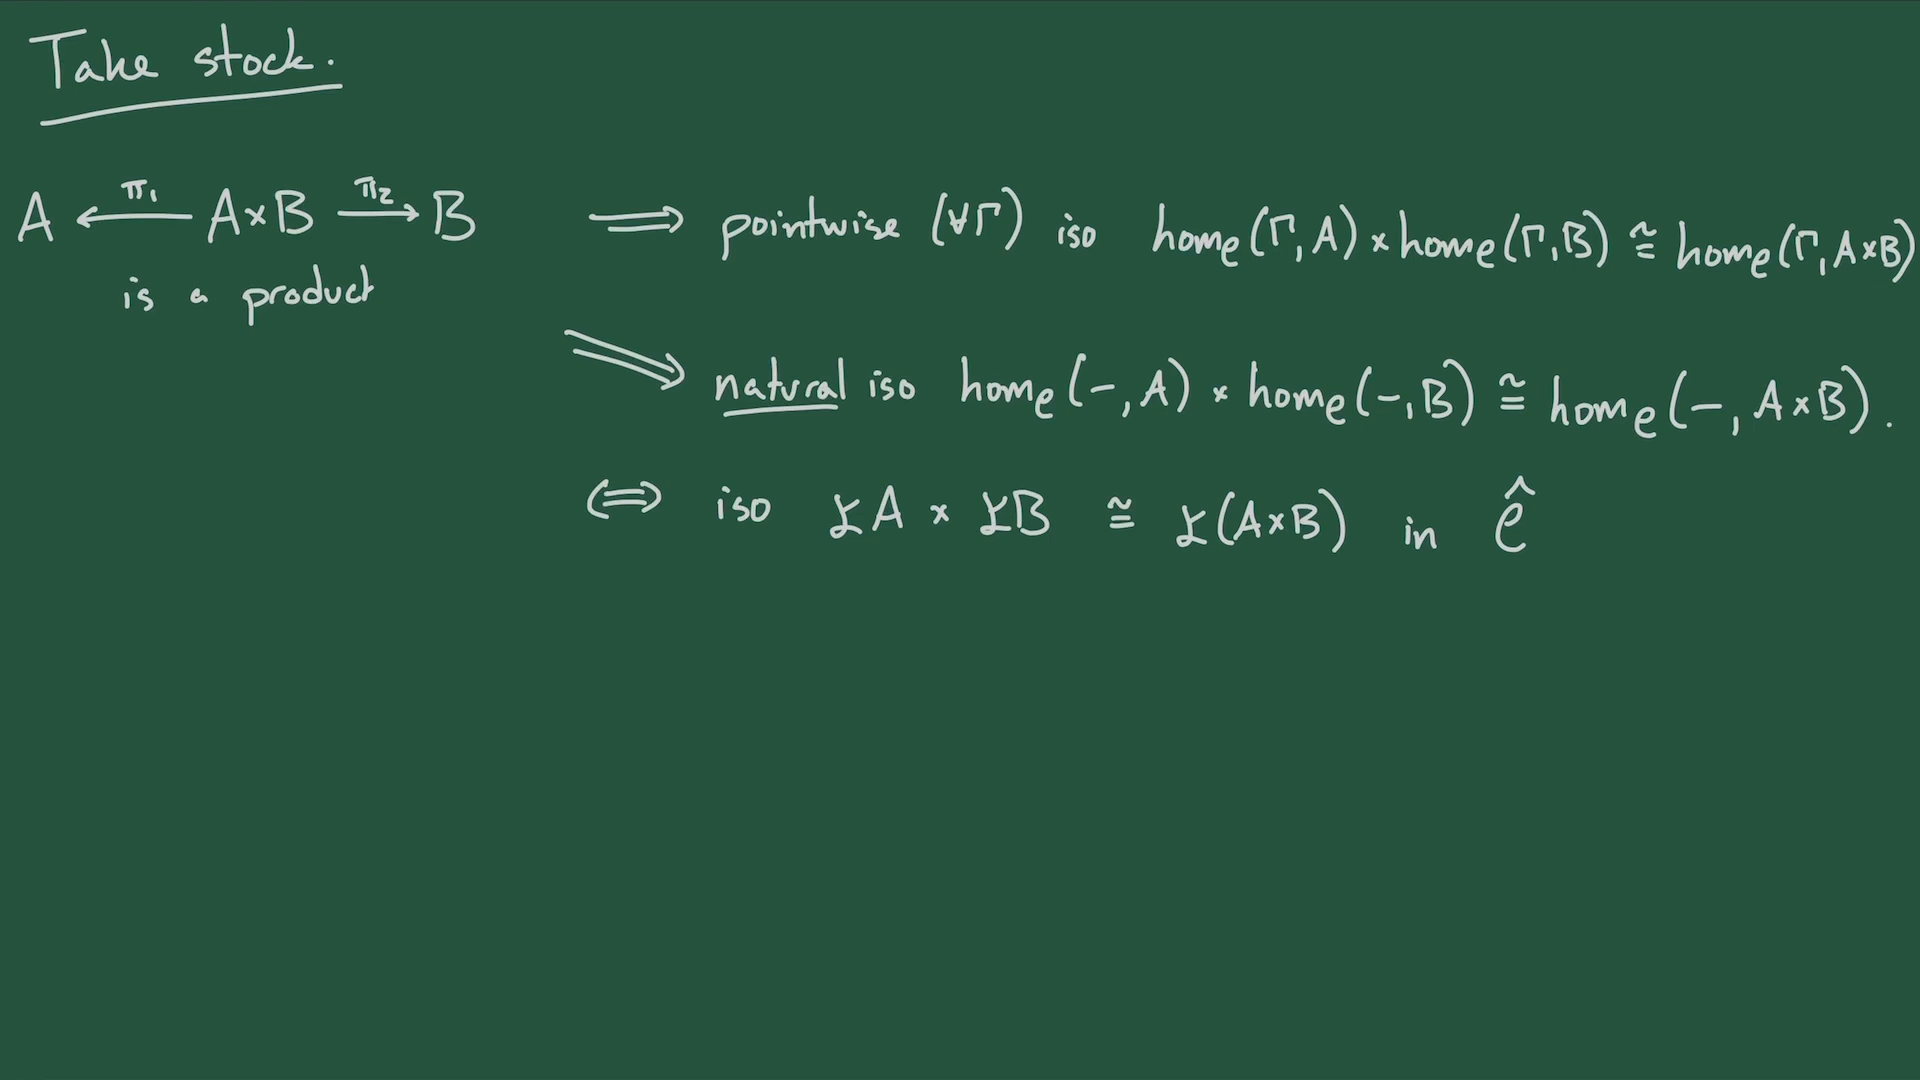 Take stock.
A ←π₁— A×B —π₂→ B ⟹ pointwise (∀Γ) iso hom_𝒞(Γ, A) × hom_𝒞(Γ, B) ≅ hom_𝒞(Γ, A×B)
is a product
⟹ natural iso hom_𝒞(−, A) × hom_𝒞(−, B) ≅ hom_𝒞(−, A×B).
⟺ iso よA × よB ≅ よ(A×B) in 𝒞̂